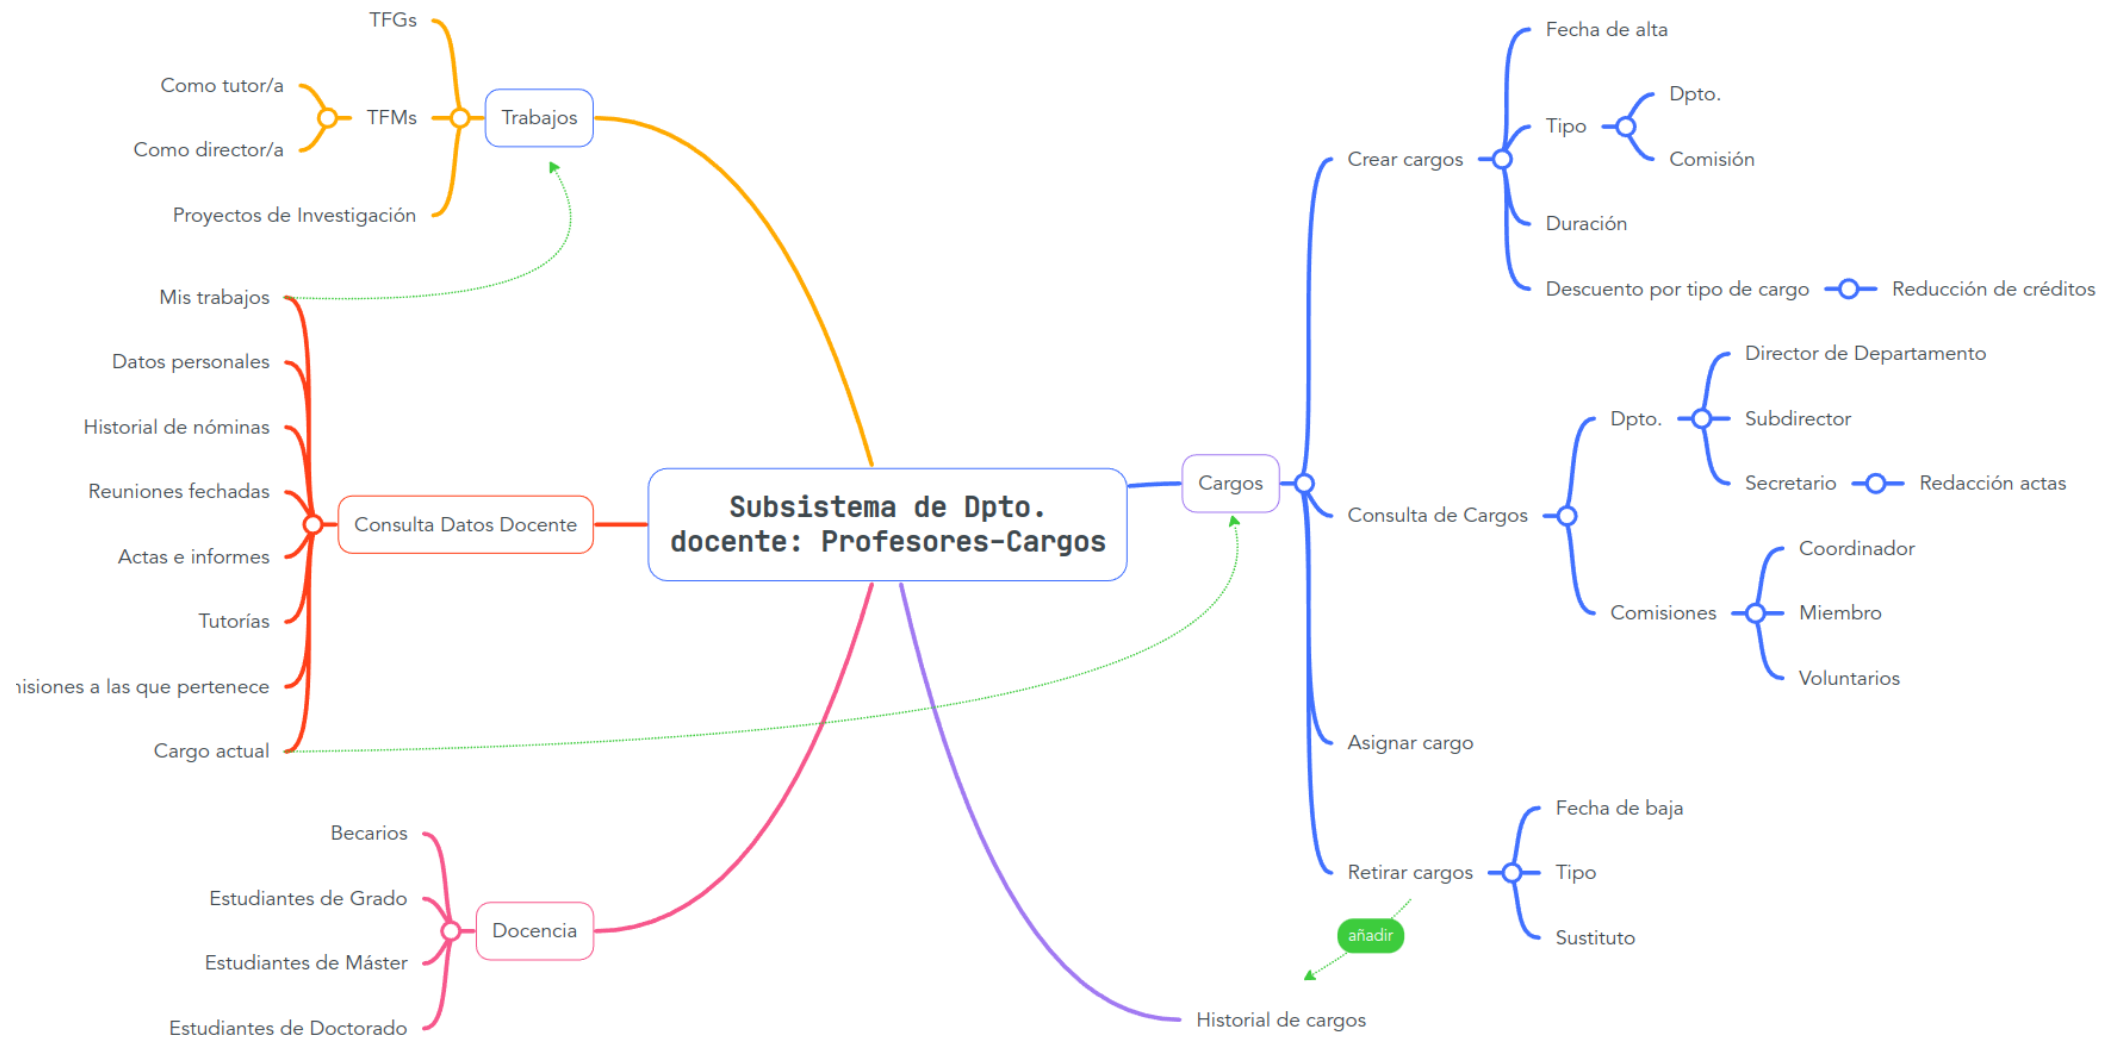 TFGs
Como tutor/a
TFMs
Como director/a
Proyectos de Investigación
Trabajos
Mis trabajos
Datos personales
Historial de nóminas
Reuniones fechadas
Actas e informes
Tutorías
a las que pertenece
Cargo actual
Consulta Datos Docente
Subsistema de Dpto.
docente: Profesores-Cargos
Becarios
Estudiantes de Grado
Estudiantes de Máster
Estudiantes de Doctorado
Docencia
Cargos
Crear cargos
Fecha de alta
Tipo
Dpto.
Comisión
Duración
Descuento por tipo de cargo
Reducción de créditos
Consulta de Cargos
Dpto.
Director de Departamento
Subdirector
Secretario
Redacción actas
Comisiones
Coordinador
Miembro
Voluntarios
Asignar cargo
Retirar cargos
Fecha de baja
Tipo
Sustituto
añadir
Historial de cargos